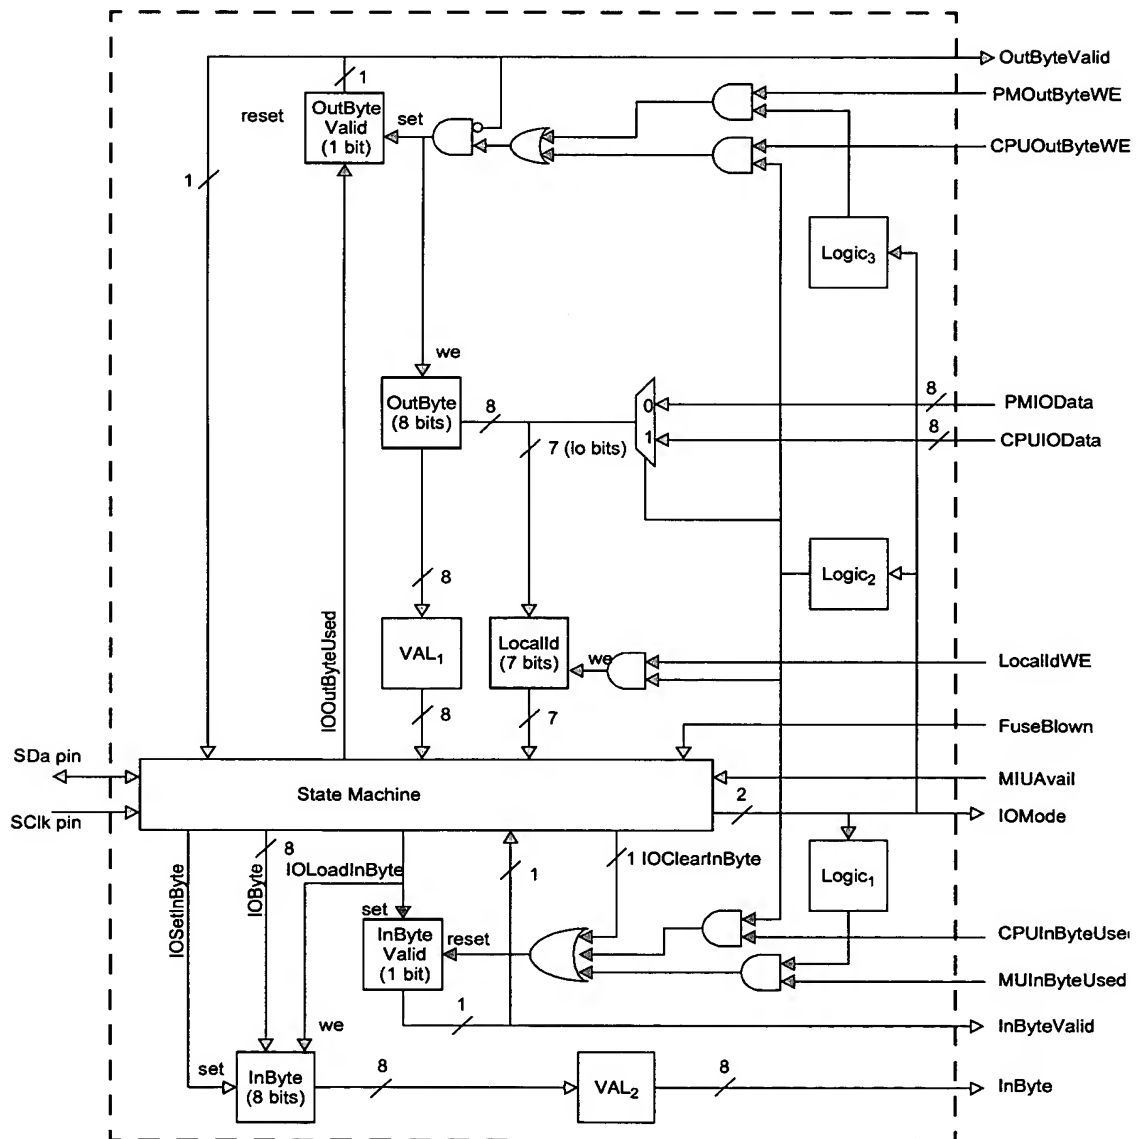 OutByteValid
1
OutByte
Valid
(1 bit)
reset
set
PMOutByteWE
CPUOutByteWE
1
Logic3
we
OutByte
(8 bits)
8
7 (lo bits)
0
1
8
PMIOData
8
CPUIOData
Logic2
8
IOOutByteUsed
VAL1
LocalId
(7 bits)
we
LocalIdWE
8
7
FuseBlown
SDa pin
State Machine
MIUAvail
SClk pin
2
IOMode
IOSetInByte
8
IOByte
IOLoadInByte
1
1 IOClearInByte
Logic1
set
InByte
Valid
(1 bit)
reset
CPUInByteUse
MUInByteUsed
1
InByteValid
we
set
InByte
(8 bits)
8
VAL2
8
InByte